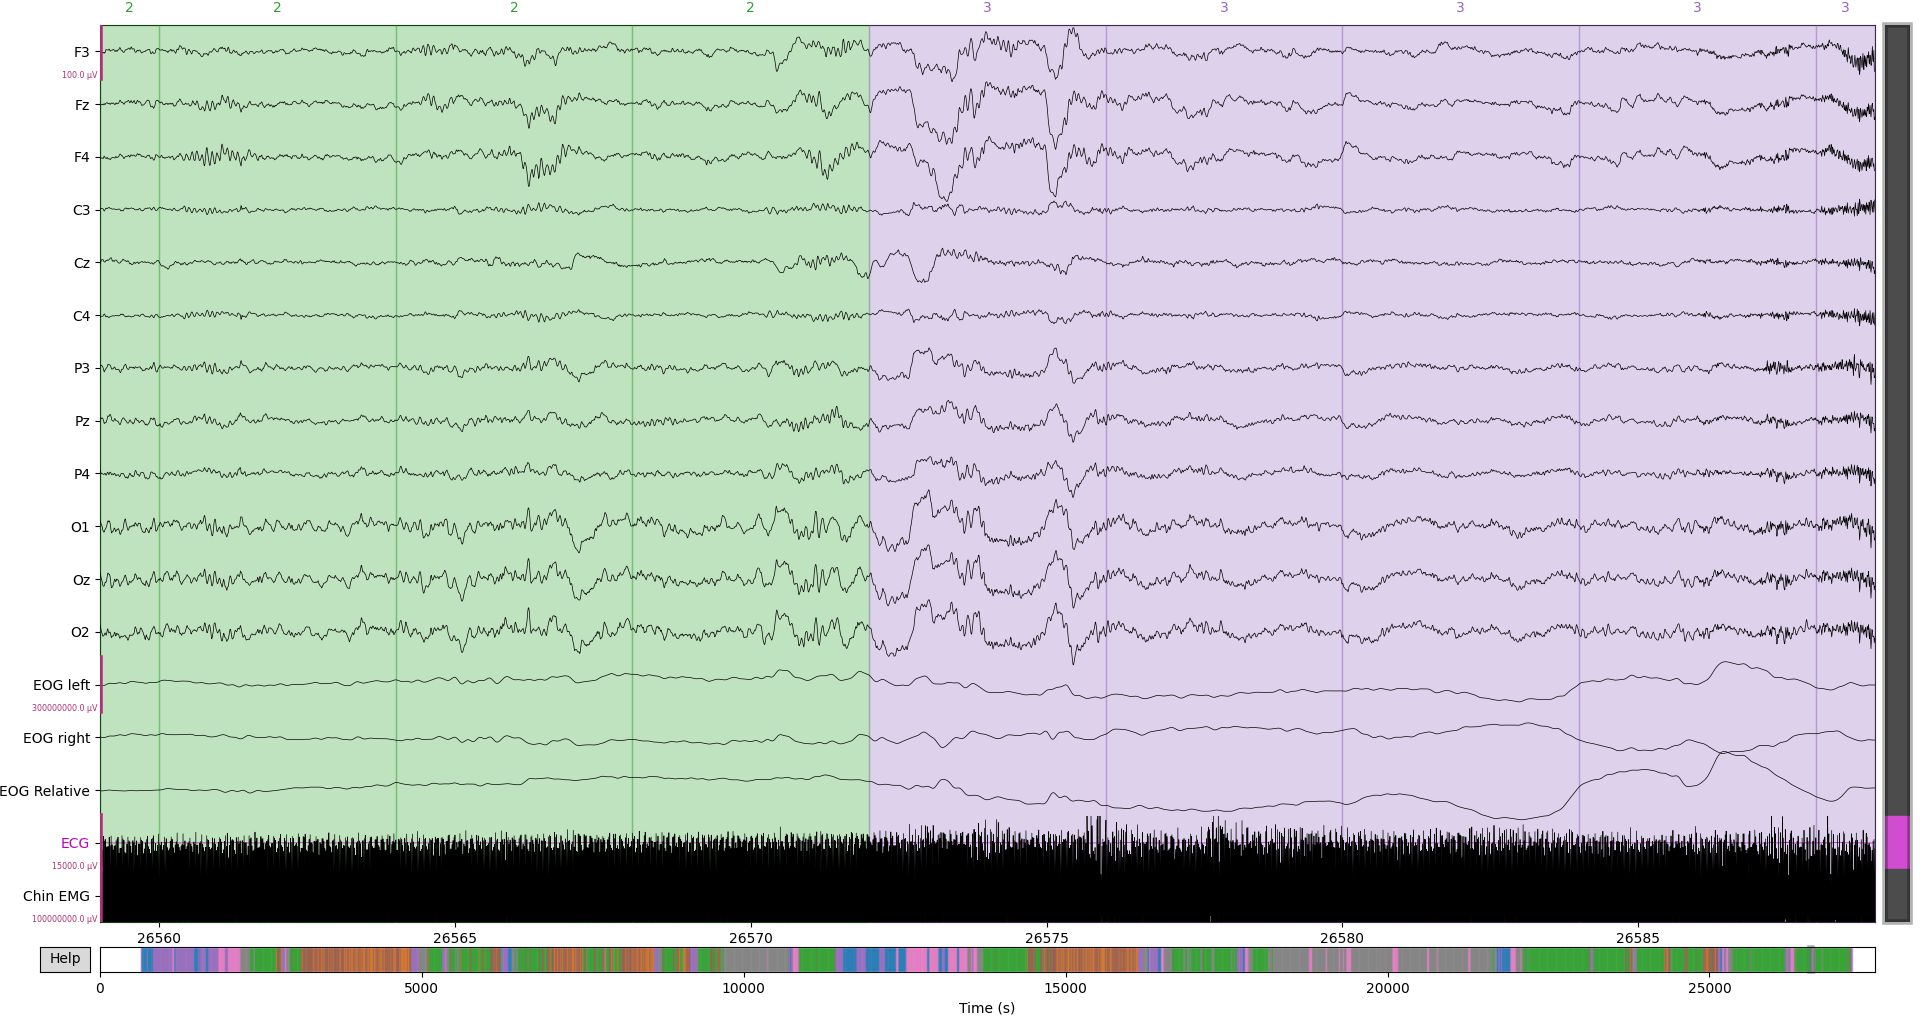 2 2 2 2 3 3 3 3 3
F3
100.0 µV
Fz
F4
C3
Cz
C4
P3
Pz
P4
O1
Oz
O2
EOG left
300000000.0 µV
EOG right
EOG Relative
ECG
15000.0 µV
Chin EMG
100000000.0 µV
26560 26565 26570 26575 26580 26585
Help
0 5000 10000 15000 20000 25000
Time (s)